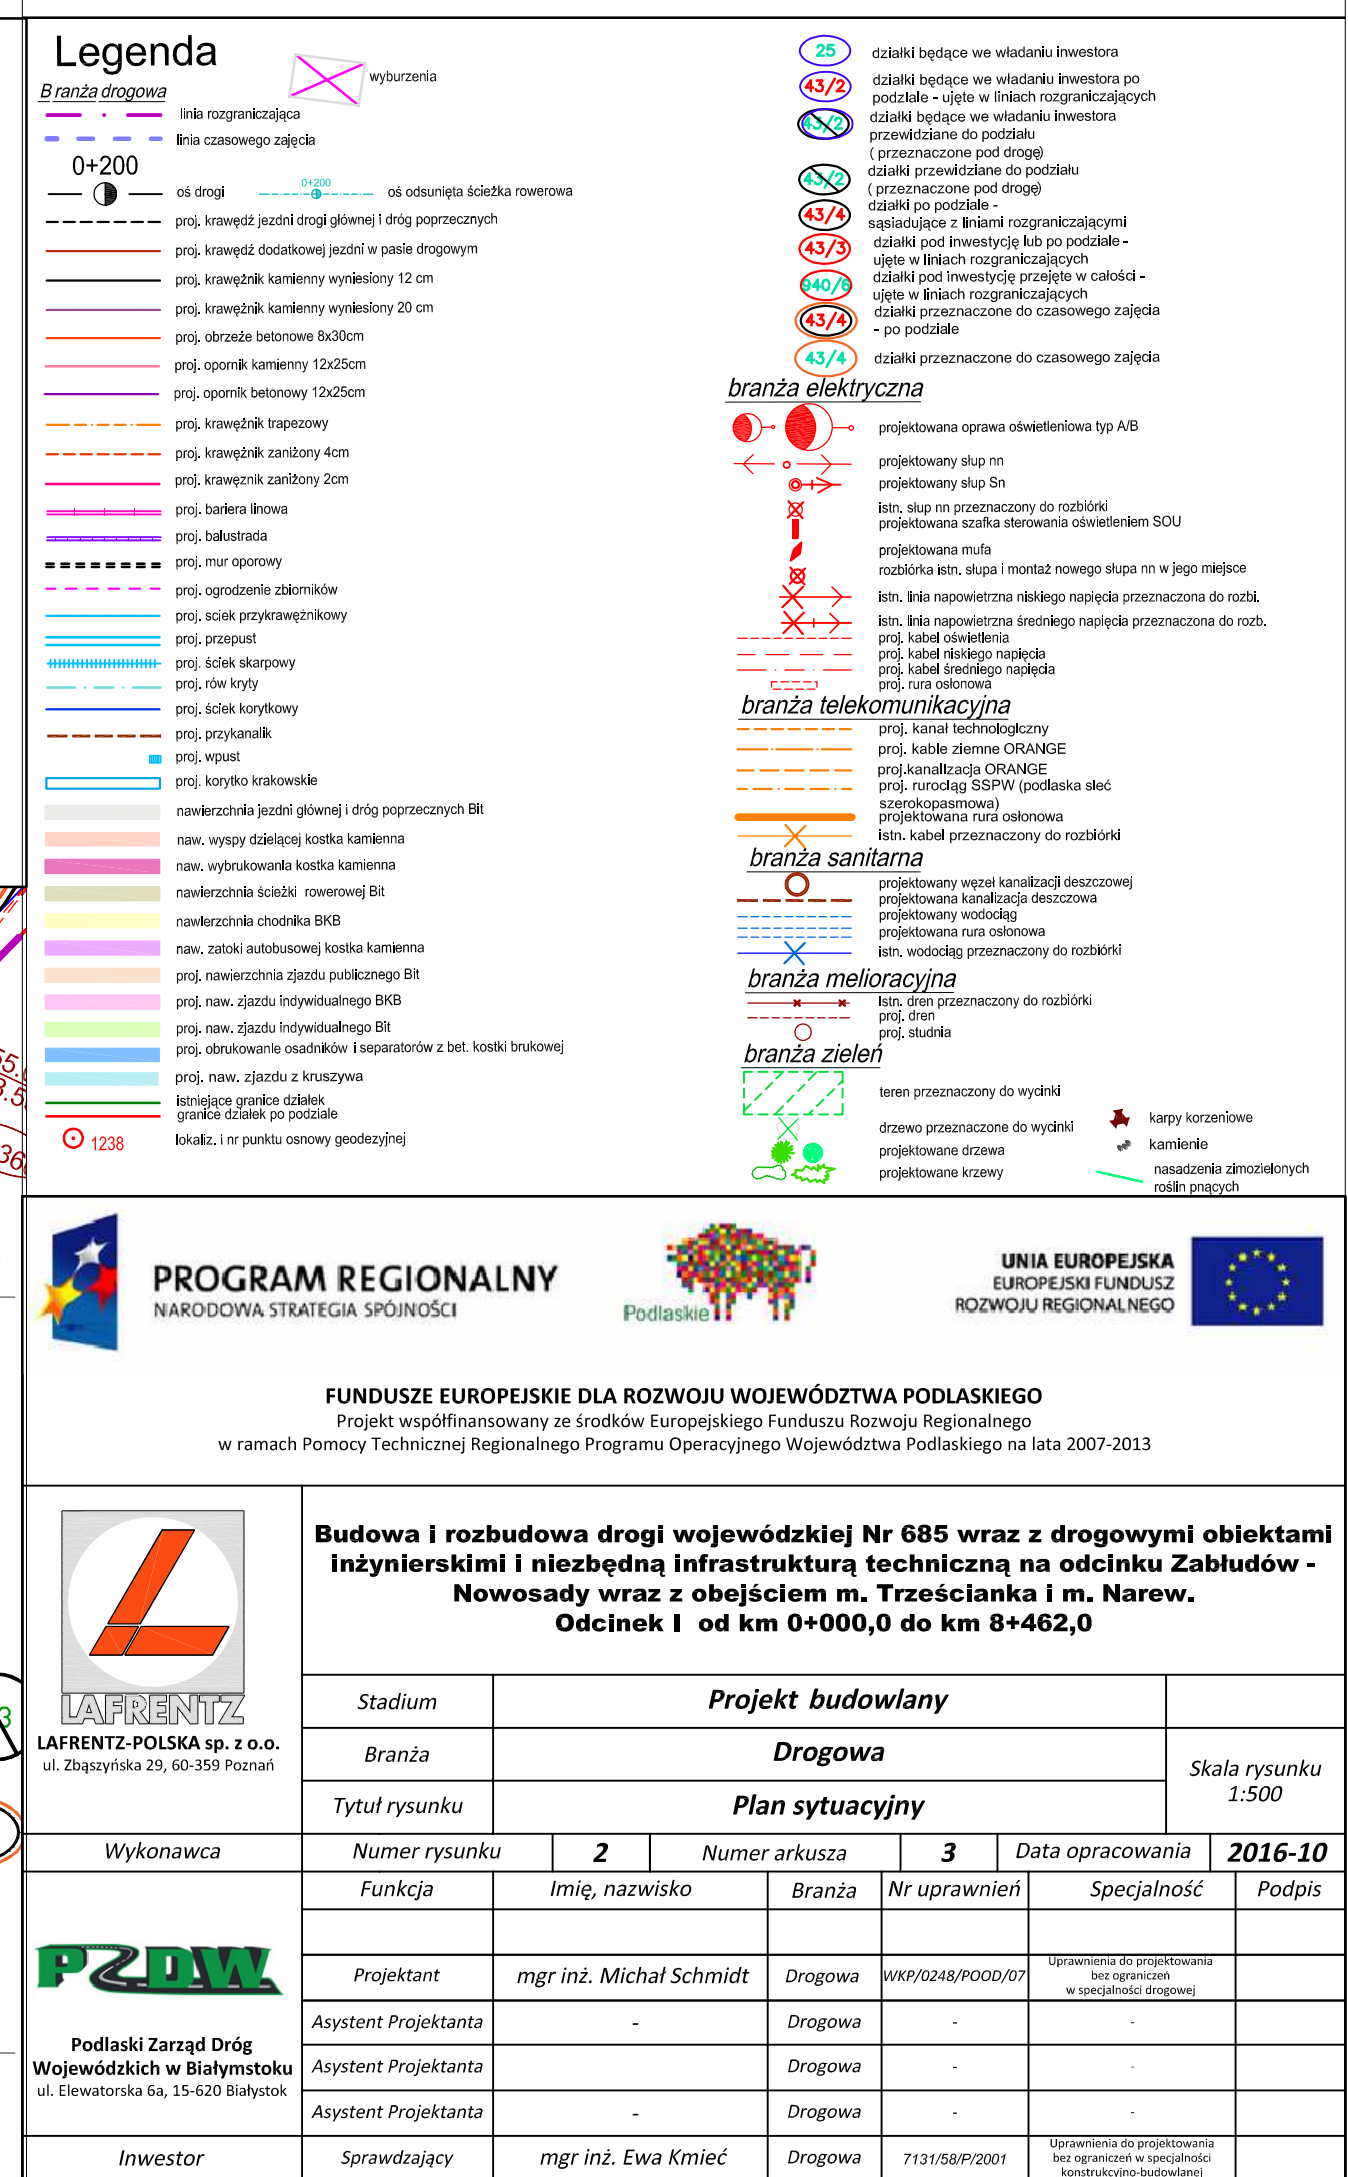 Legenda
wyburzenia
Branża drogowa
linia rozgraniczająca
linia czasowego zajęcia
0+200
oś drogi
0+200
oś odsunięta ścieżka rowerowa
proj. krawędź jezdni drogi głównej i dróg poprzecznych
proj. krawędź dodatkowej jezdni w pasie drogowym
proj. krawężnik kamienny wyniesiony 12 cm
proj. krawężnik kamienny wyniesiony 20 cm
proj. obrzeże betonowe 8x30cm
proj. opornik kamienny 12x25cm
proj. opornik betonowy 12x25cm
proj. krawężnik trapezowy
proj. krawężnik zaniżony 4cm
proj. krawęznik zaniżony 2cm
proj. bariera linowa
proj. balustrada
proj. mur oporowy
proj. ogrodzenie zbiorników
proj. sciek przykrawężnikowy
proj. przepust
proj. ściek skarpowy
proj. rów kryty
proj. ściek korytkowy
proj. przykanalik
proj. wpust
proj. korytko krakowskie
nawierzchnia jezdni głównej i dróg poprzecznych Bit
naw. wyspy dzielącej kostka kamienna
naw. wybrukowania kostka kamienna
nawierzchnia ścieżki rowerowej Bit
nawierzchnia chodnika BKB
naw. zatoki autobusowej kostka kamienna
proj. nawierzchnia zjazdu publicznego Bit
proj. naw. zjazdu indywidualnego BKB
proj. naw. zjazdu indywidualnego Bit
proj. obrukowanie osadników i separatorów z bet. kostki brukowej
proj. naw. zjazdu z kruszywa
istniejące granice działek
granice działek po podziale
1238
lokaliz. i nr punktu osnowy geodezyjnej
25
działki będące we władaniu inwestora
43/2
działki będące we władaniu inwestora po
podziale - ujęte w liniach rozgraniczających
43/2
działki będące we władaniu inwestora
przewidziane do podziału
( przeznaczone pod drogę)
43/2
działki przewidziane do podziału
( przeznaczone pod drogę)
43/4
działki po podziale -
sąsiadujące z liniami rozgraniczającymi
43/3
działki pod inwestycję lub po podziale -
ujęte w liniach rozgraniczających
940/6
działki pod inwestycję przejęte w całości -
ujęte w liniach rozgraniczających
43/4
działki przeznaczone do czasowego zajęcia
- po podziale
43/4
działki przeznaczone do czasowego zajęcia
branża elektryczna
projektowana oprawa oświetleniowa typ A/B
projektowany słup nn
projektowany słup Sn
istn. słup nn przeznaczony do rozbiórki
projektowana szafka sterowania oświetleniem SOU
projektowana mufa
rozbiórka istn. słupa i montaż nowego słupa nn w jego miejsce
istn. linia napowietrzna niskiego napięcia przeznaczona do rozbi.
istn. linia napowietrzna średniego napięcia przeznaczona do rozb.
proj. kabel oświetlenia
proj. kabel niskiego napięcia
proj. kabel średniego napięcia
proj. rura osłonowa
branża telekomunikacyjna
proj. kanał technologiczny
proj. kable ziemne ORANGE
proj.kanalizacja ORANGE
proj. rurociąg SSPW (podlaska sieć
szerokopasmowa)
projektowana rura osłonowa
istn. kabel przeznaczony do rozbiórki
branża sanitarna
projektowany węzeł kanalizacji deszczowej
projektowana kanalizacja deszczowa
projektowany wodociąg
projektowana rura osłonowa
istn. wodociąg przeznaczony do rozbiórki
branża melioracyjna
Istn. dren przeznaczony do rozbiórki
proj. dren
proj. studnia
branża zieleń
teren przeznaczony do wycinki
drzewo przeznaczone do wycinki
projektowane drzewa
projektowane krzewy
karpy korzeniowe
kamienie
nasadzenia zimozielonych
roślin pnących
PROGRAM REGIONALNY
NARODOWA STRATEGIA SPÓJNOŚCI
Podlaskie
UNIA EUROPEJSKA
EUROPEJSKI FUNDUSZ
ROZWOJU REGIONALNEGO
FUNDUSZE EUROPEJSKIE DLA ROZWOJU WOJEWÓDZTWA PODLASKIEGO
Projekt współfinansowany ze środków Europejskiego Funduszu Rozwoju Regionalnego
w ramach Pomocy Technicznej Regionalnego Programu Operacyjnego Województwa Podlaskiego na lata 2007-2013
LAFRENTZ
LAFRENTZ-POLSKA sp. z o.o.
ul. Zbąszyńska 29, 60-359 Poznań
Budowa i rozbudowa drogi wojewódzkiej Nr 685 wraz z drogowymi obiektami
inżynierskimi i niezbędną infrastrukturą techniczną na odcinku Zabłudów -
Nowosady wraz z obejściem m. Trześcianka i m. Narew.
Odcinek I od km 0+000,0 do km 8+462,0
Stadium Projekt budowlany
Branża Drogowa
Skala rysunku
1:500
Tytuł rysunku Plan sytuacyjny
Wykonawca Numer rysunku 2 Numer arkusza 3 Data opracowania 2016-10
Funkcja Imię, nazwisko Branża Nr uprawnień Specjalność Podpis
Projektant mgr inż. Michał Schmidt Drogowa WKP/0248/POOD/07
Uprawnienia do projektowania
bez ograniczeń
w specjalności drogowej
Asystent Projektanta - Drogowa - -
Asystent Projektanta Drogowa - -
Asystent Projektanta - Drogowa - -
PZDW
Podlaski Zarząd Dróg
Wojewódzkich w Białymstoku
ul. Elewatorska 6a, 15-620 Białystok
Inwestor Sprawdzający mgr inż. Ewa Kmieć Drogowa 7131/58/P/2001
Uprawnienia do projektowania
bez ograniczeń w specjalności
konstrukcyjno-budowlanej